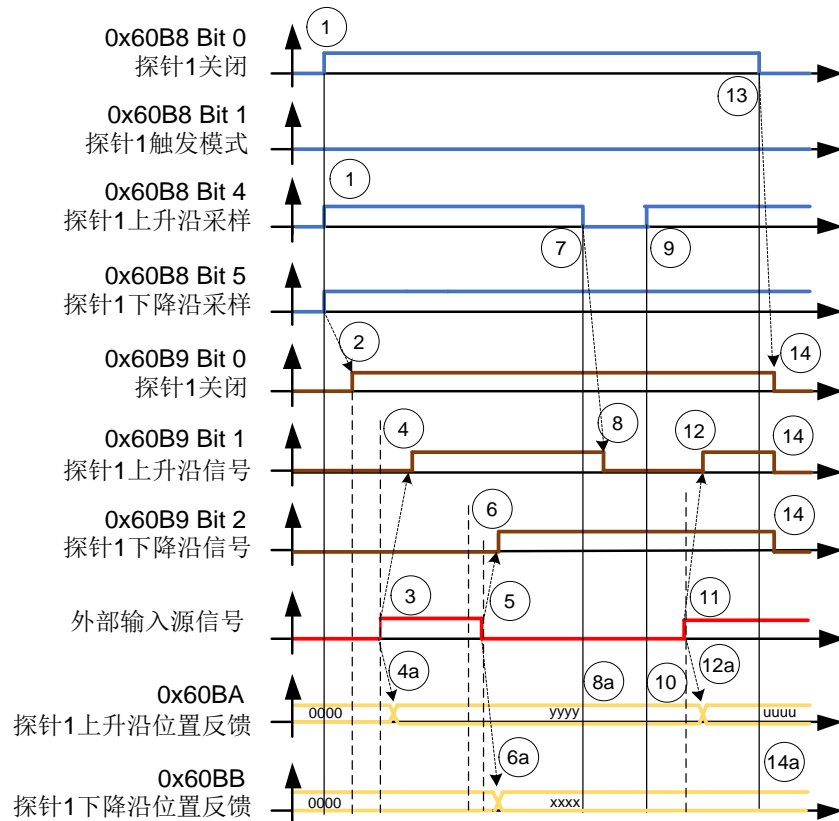 0x60B8 Bit 0
探针1关闭
1
13
0x60B8 Bit 1
探针1触发模式
0x60B8 Bit 4
探针1上升沿采样
1
7
9
0x60B8 Bit 5
探针1下降沿采样
0x60B9 Bit 0
探针1关闭
2
14
0x60B9 Bit 1
探针1上升沿信号
4
8
12
14
0x60B9 Bit 2
探针1下降沿信号
6
14
外部输入源信号
3
5
11
0x60BA
探针1上升沿位置反馈
4a
8a
10
12a
0000
yyyy
uuuu
0x60BB
探针1下降沿位置反馈
6a
14a
0000
xxxx